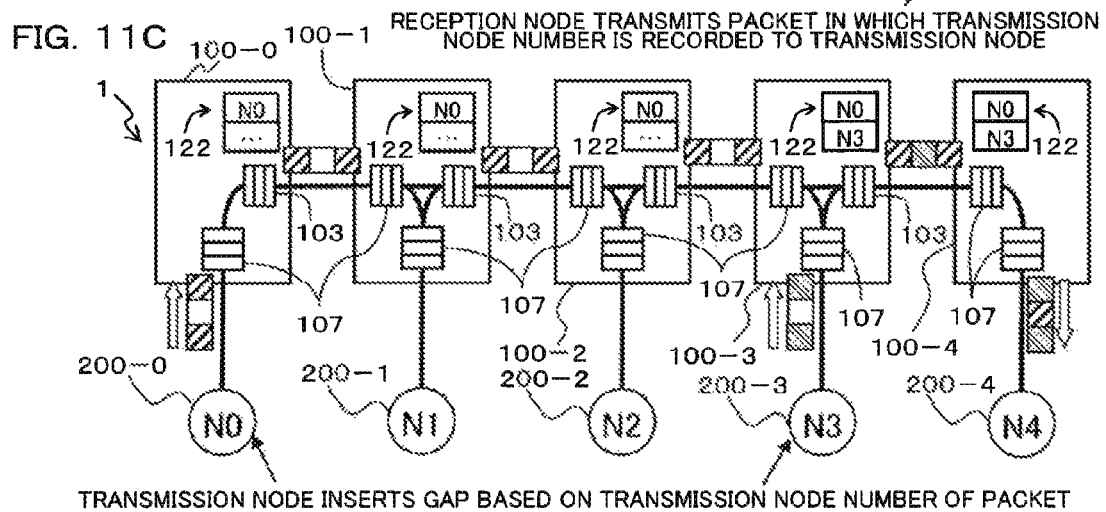 RECEPTION NODE TRANSMITS PACKET IN WHICH TRANSMISSION
NODE NUMBER IS RECORDED TO TRANSMISSION NODE
FIG. 11C
100-0
100-1
1
122
N0
...
122
N0
...
122
N0
...
122
N0
N3
N0
N3
122
103
103
103
103
107
107
107
107
107
100-2
100-3
100-4
200-0
200-1
200-2
200-3
200-4
N0
N1
N2
N3
N4
TRANSMISSION NODE INSERTS GAP BASED ON TRANSMISSION NODE NUMBER OF PACKET